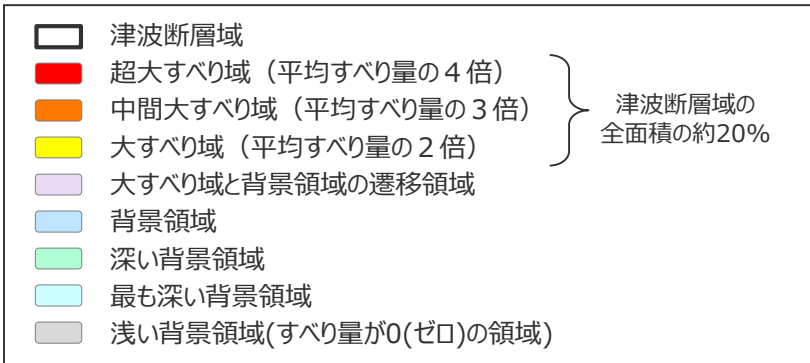 津波断層域
超大すべり域（平均すべり量の４倍）
中間大すべり域（平均すべり量の３倍）
大すべり域（平均すべり量の２倍）
津波断層域の
全面積の約20%
大すべり域と背景領域の遷移領域
背景領域
深い背景領域
最も深い背景領域
浅い背景領域(すべり量が0(ゼロ)の領域)